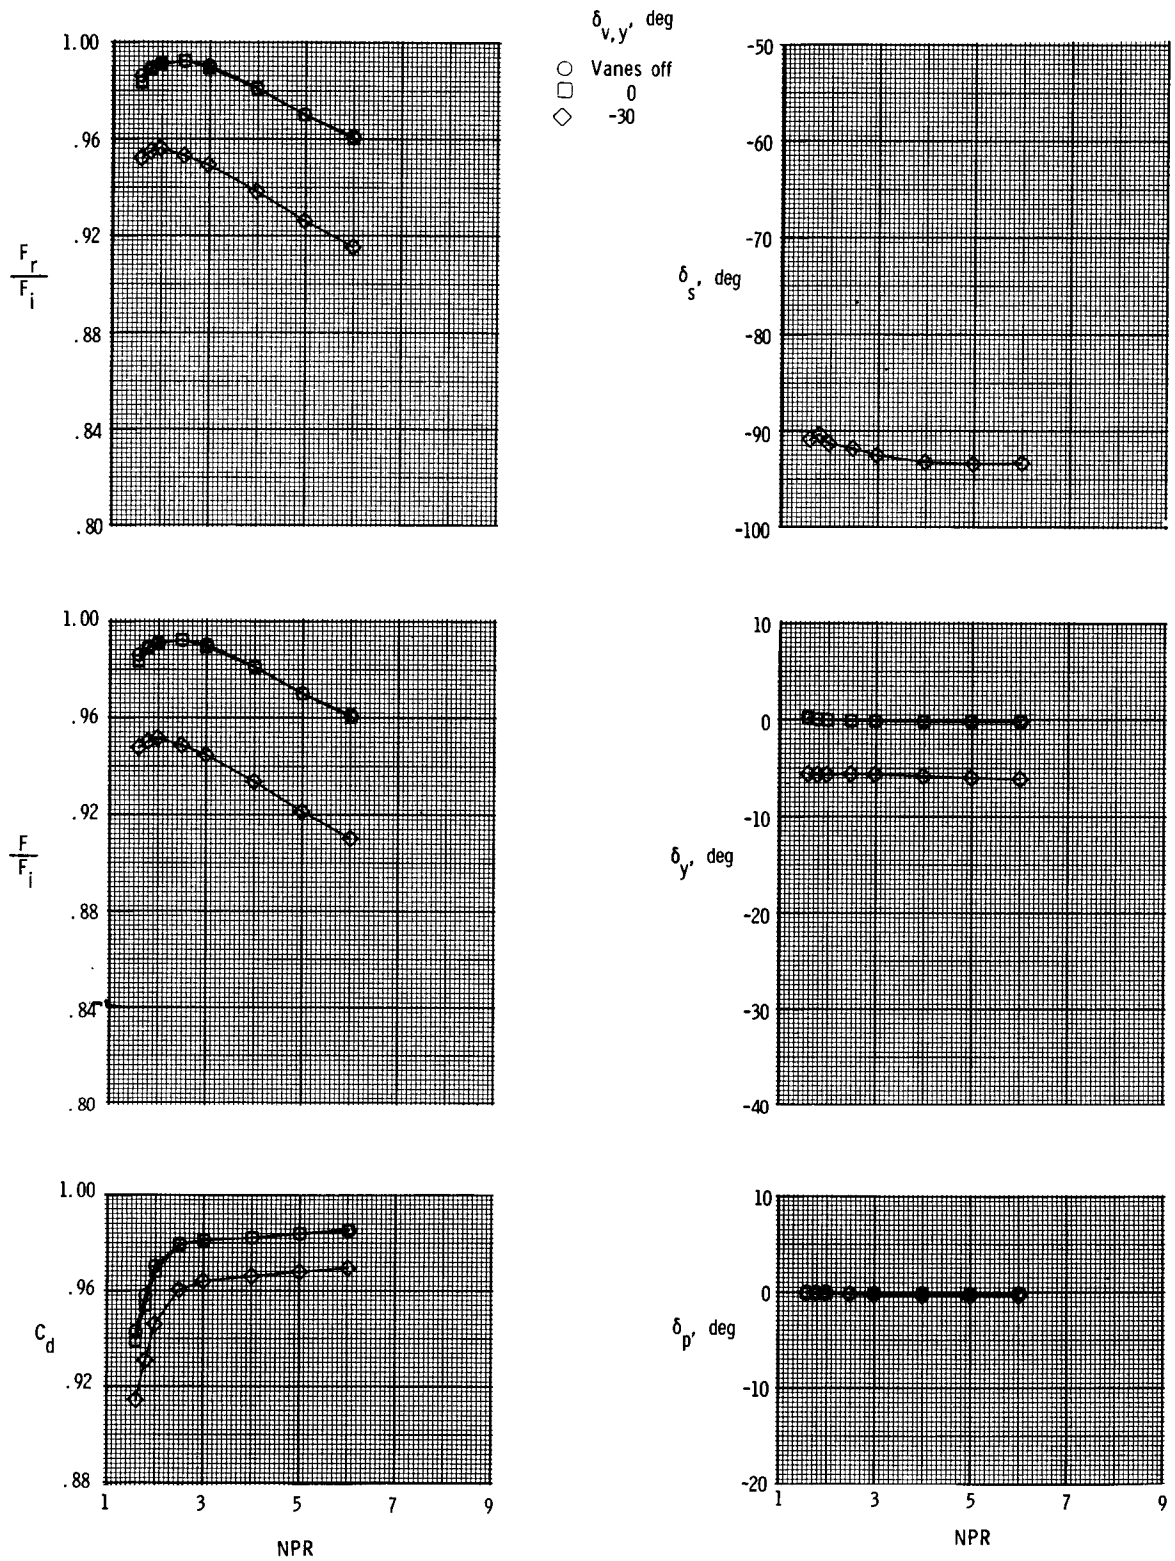 δv,y, deg
○ Vanes off
□ 0
◇ -30
1.00
.96
.92
.88
.84
.80
Fr
Fi
-50
-60
-70
-80
-90
-100
δs, deg
1.00
.96
.92
.88
.84
.80
F
Fi
10
0
-10
-20
-30
-40
δy, deg
1.00
.96
.92
.88
Cd
1 3 5 7 9
NPR
10
0
-10
-20
δp, deg
1 3 5 7 9
NPR